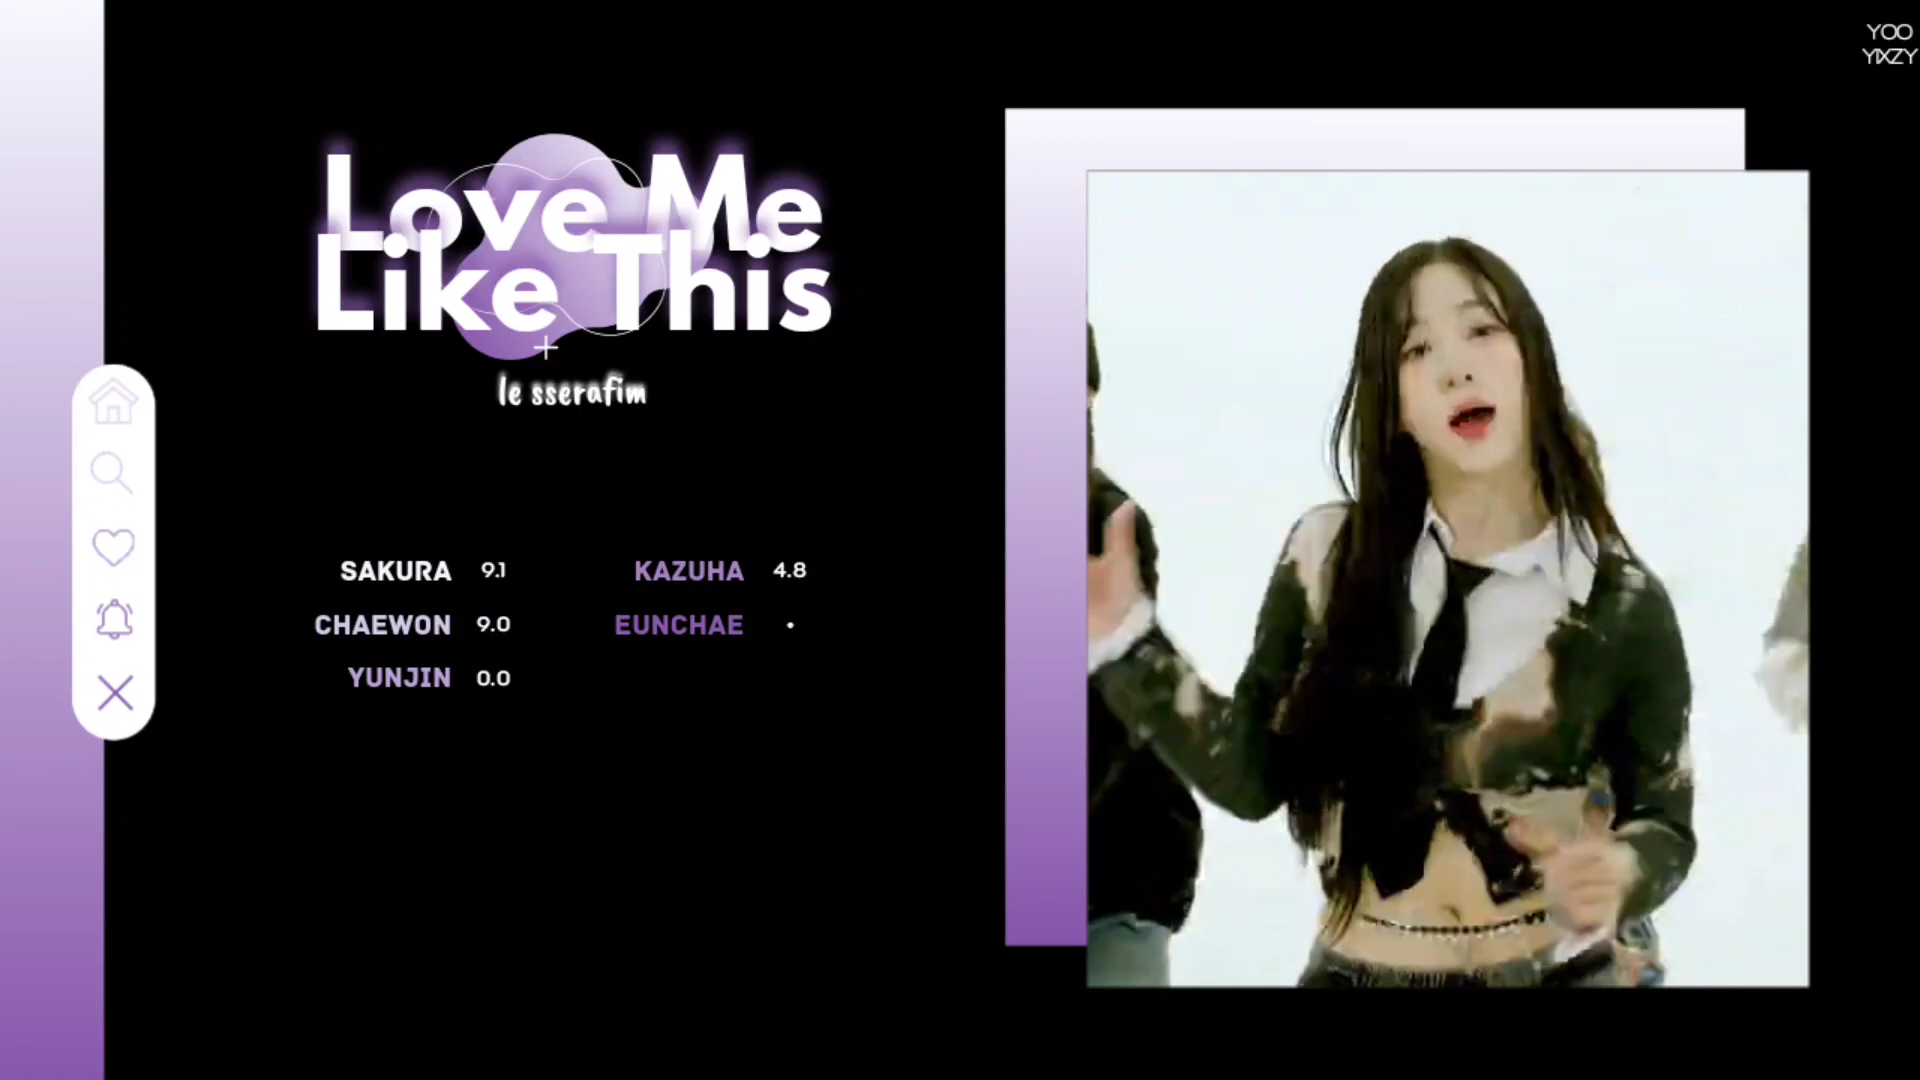 YOO
YIXZY
Love Me
Like This
le sserafim
SAKURA 9.1
CHAEWON 9.0
YUNJIN 0.0
KAZUHA 4.8
EUNCHAE •